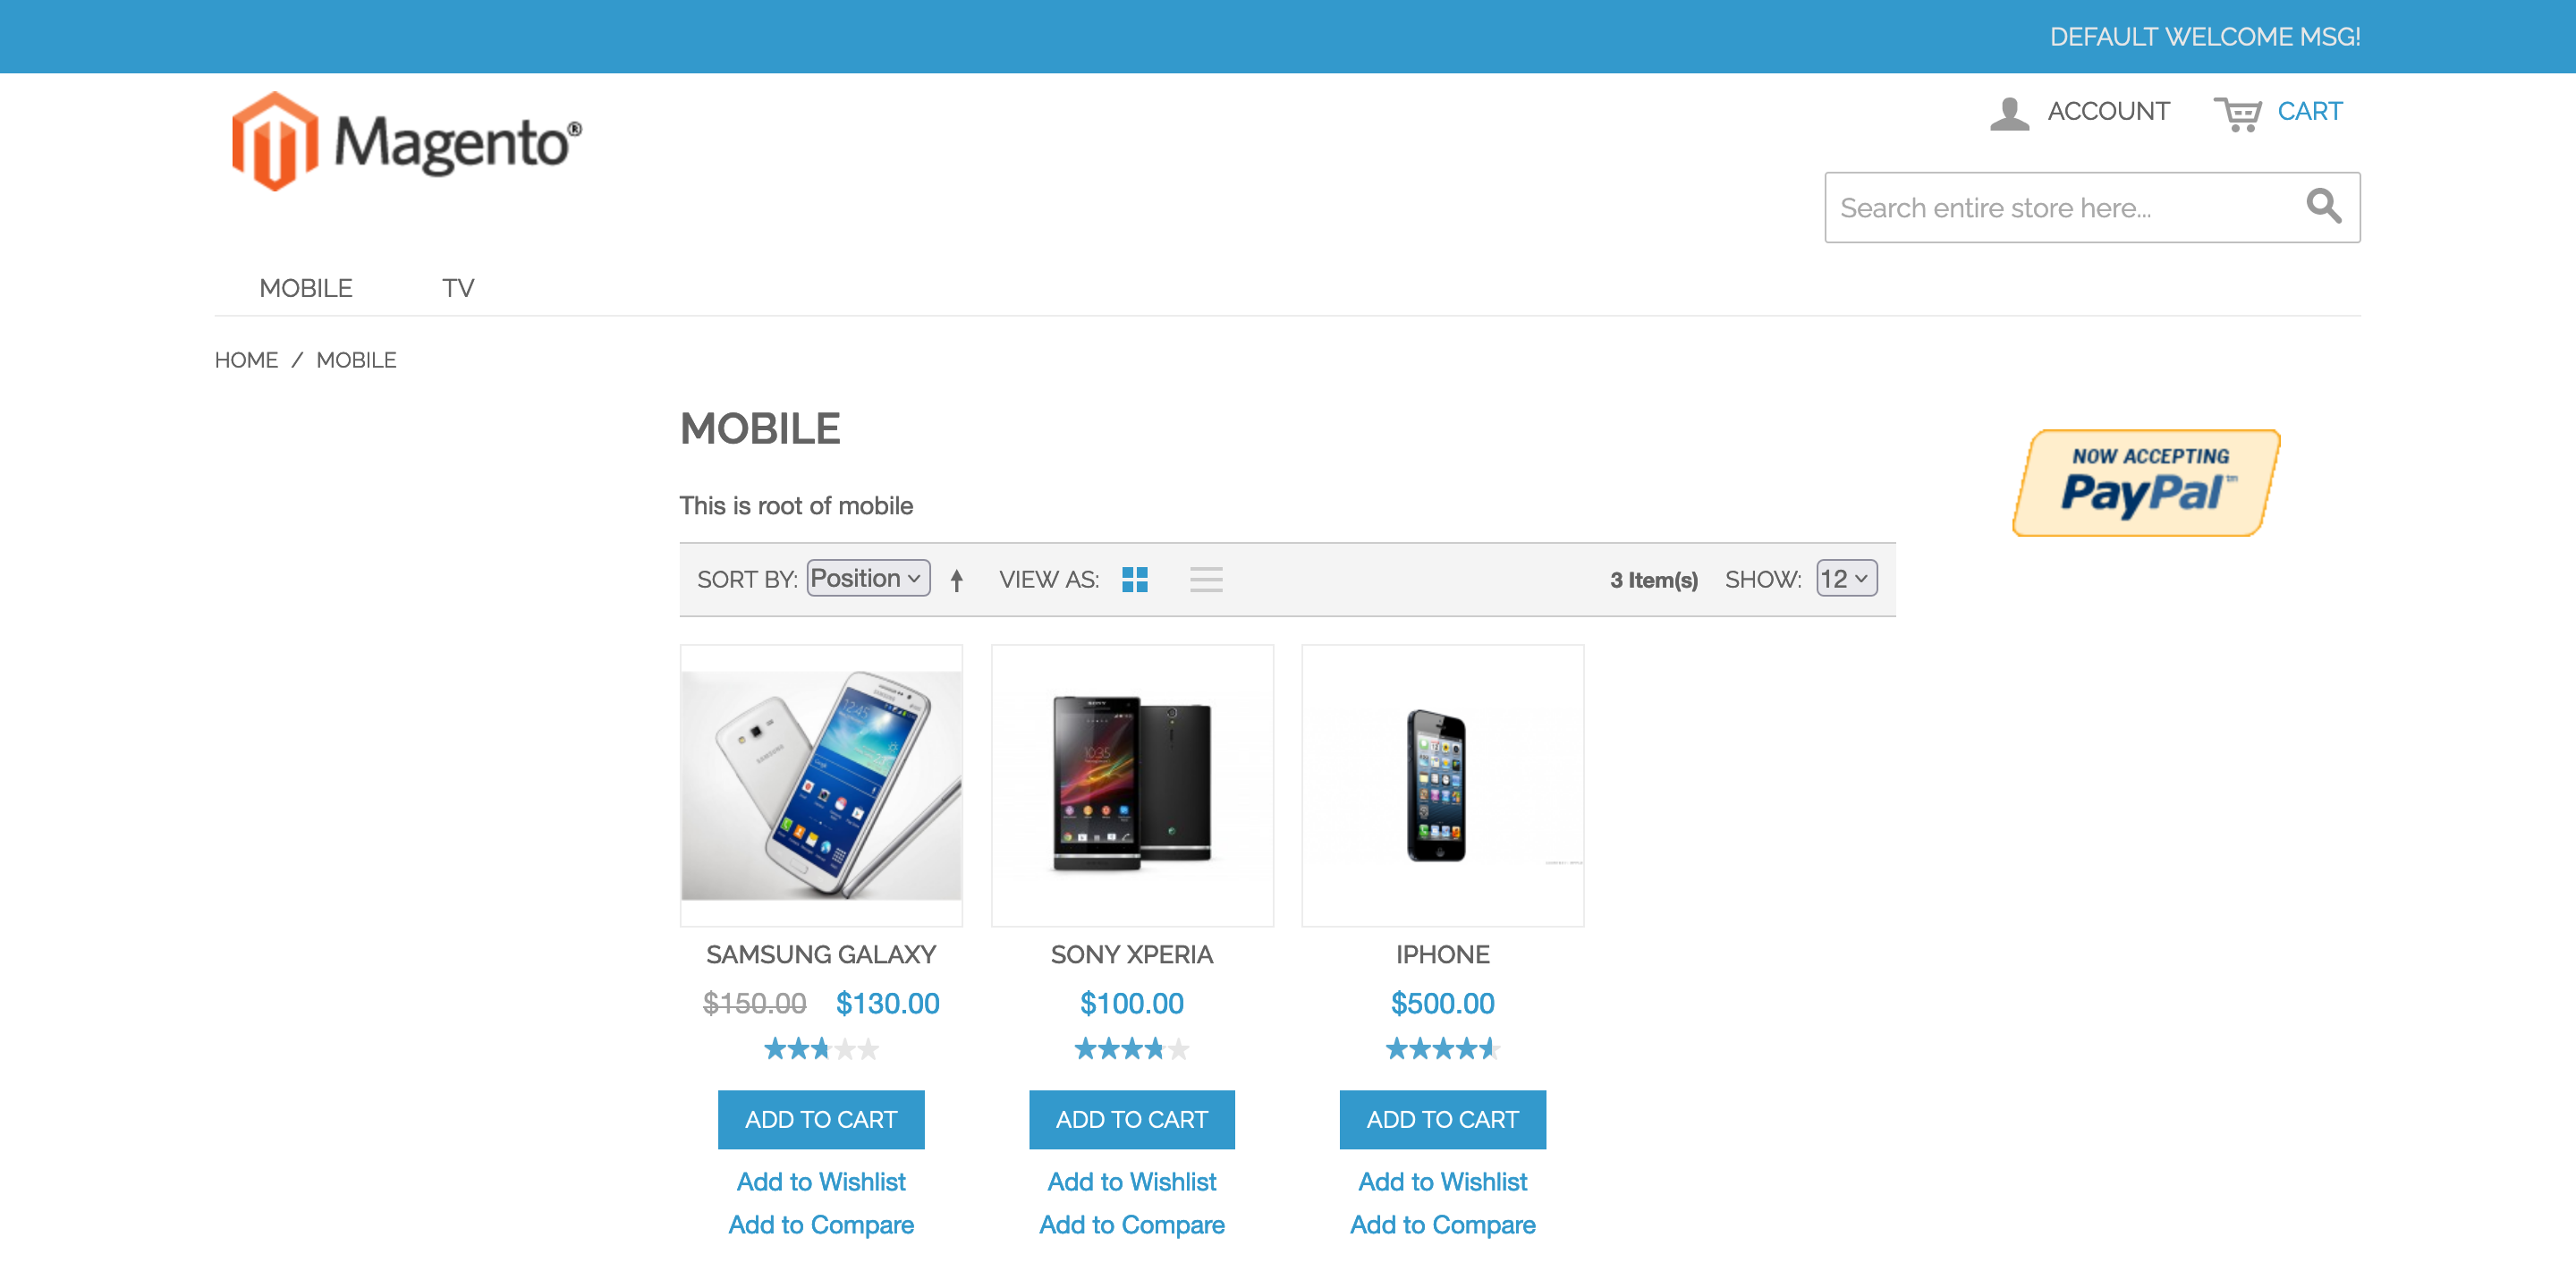 DEFAULT WELCOME MSG!
Magento®
ACCOUNT CART
Search entire store here...
MOBILE TV
HOME / MOBILE
MOBILE
NOW ACCEPTING
PayPal™
This is root of mobile
SORT BY: Position VIEW AS: 3 Item(s) SHOW: 12
SAMSUNG GALAXY SONY XPERIA IPHONE
$150.00 $130.00 $100.00 $500.00
ADD TO CART ADD TO CART ADD TO CART
Add to Wishlist Add to Wishlist Add to Wishlist
Add to Compare Add to Compare Add to Compare